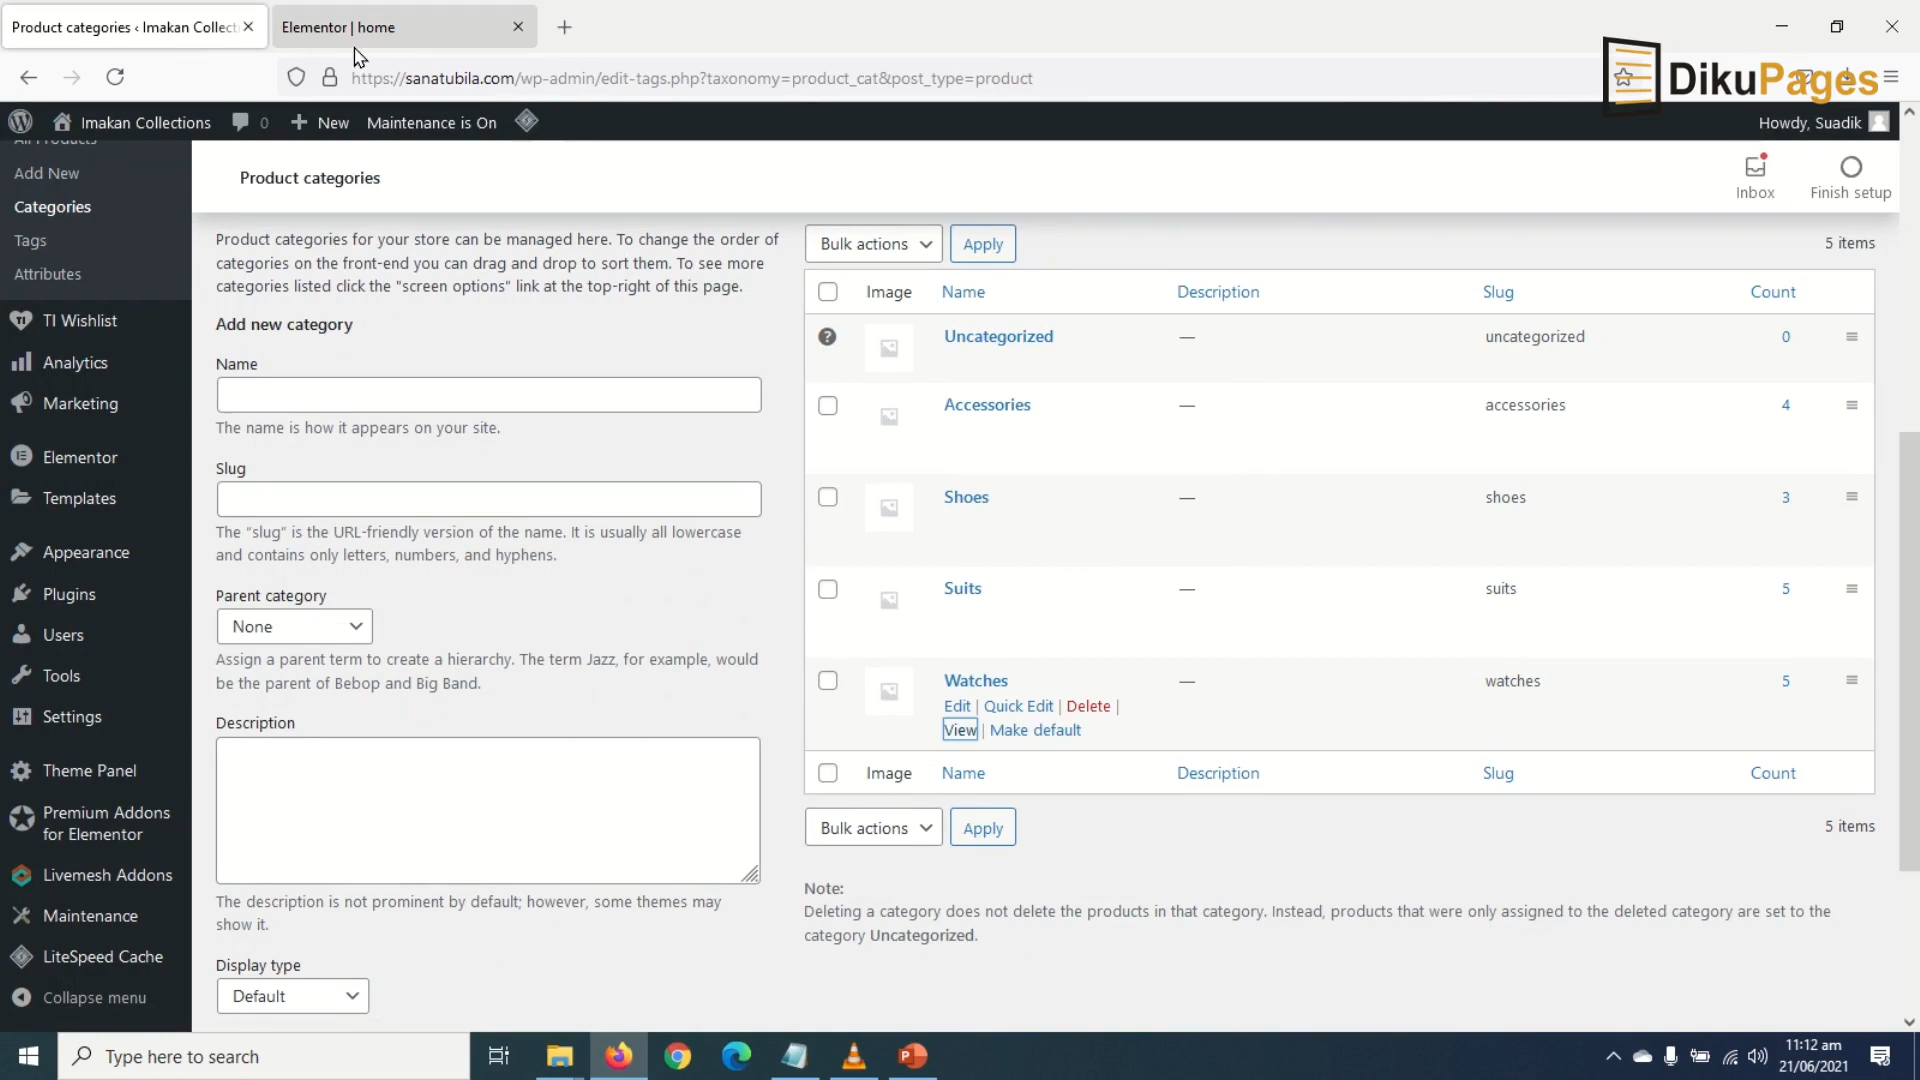 Product categories ‹ Imakan Collect
Elementor | home
https://sanatubila.com/wp-admin/edit-tags.php?taxonomy=product_cat&post_type=product
DikuPages
Imakan Collections
0
New
Maintenance is On
Howdy, Suadik
All Products
Add New
Categories
Tags
Attributes
TI Wishlist
Analytics
Marketing
Elementor
Templates
Appearance
Plugins
Users
Tools
Settings
Theme Panel
Premium Addons
for Elementor
Livemesh Addons
Maintenance
LiteSpeed Cache
Collapse menu
Product categories
Inbox
Finish setup
Product categories for your store can be managed here. To change the order of
categories on the front-end you can drag and drop to sort them. To see more
categories listed click the "screen options" link at the top-right of this page.
Add new category
Name
The name is how it appears on your site.
Slug
The “slug” is the URL-friendly version of the name. It is usually all lowercase
and contains only letters, numbers, and hyphens.
Parent category
None
Assign a parent term to create a hierarchy. The term Jazz, for example, would
be the parent of Bebop and Big Band.
Description
The description is not prominent by default; however, some themes may
show it.
Display type
Default
Bulk actions Apply 5 items
Image Name Description Slug Count
Uncategorized — uncategorized 0
Accessories — accessories 4
Shoes — shoes 3
Suits — suits 5
Watches — watches 5
Edit | Quick Edit | Delete |
View | Make default
Image Name Description Slug Count
Bulk actions Apply 5 items
Note:
Deleting a category does not delete the products in that category. Instead, products that were only assigned to the deleted category are set to the
category Uncategorized.
Type here to search
11:12 am
21/06/2021